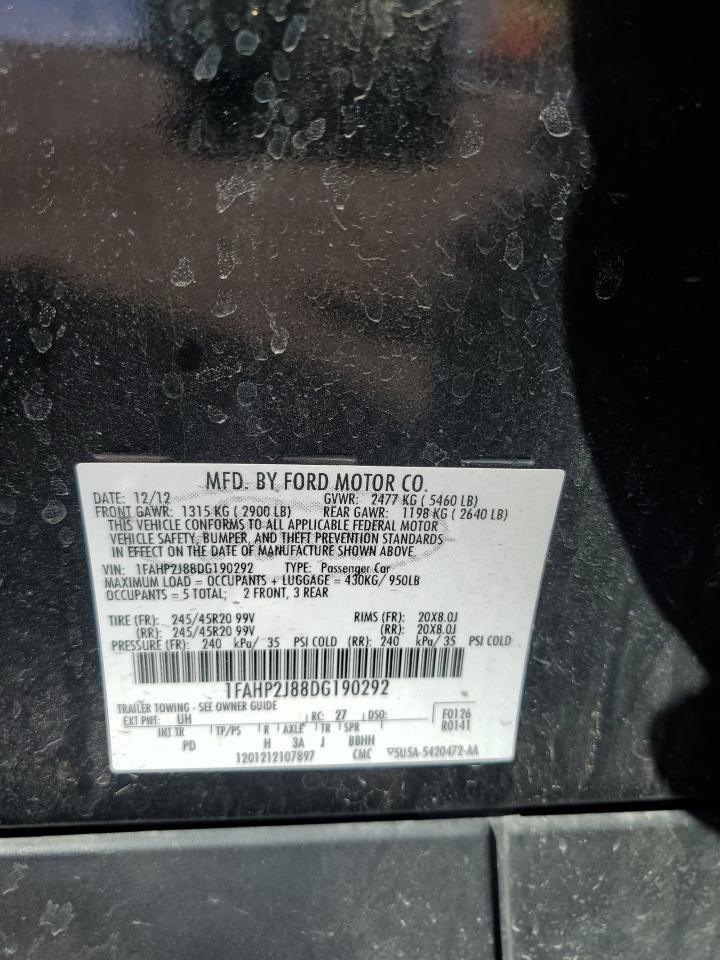 MFD. BY FORD MOTOR CO.
DATE: 12/12 GVWR: 2477 KG ( 5460 LB)
FRONT GAWR: 1315 KG ( 2900 LB) REAR GAWR: 1198 KG ( 2640 LB)
THIS VEHICLE CONFORMS TO ALL APPLICABLE FEDERAL MOTOR
VEHICLE SAFETY, BUMPER, AND THEFT PREVENTION STANDARDS
IN EFFECT ON THE DATE OF MANUFACTURE SHOWN ABOVE.
VIN: 1FAHP2J88DG190292 TYPE: Passenger Car
MAXIMUM LOAD = OCCUPANTS + LUGGAGE = 430KG/ 950LB
OCCUPANTS = 5 TOTAL; 2 FRONT, 3 REAR
TIRE (FR): 245/45R20 99V RIMS (FR): 20X8.0J
(RR): 245/45R20 99V (RR): 20X8.0J
PRESSURE (FR): 240 kPa/ 35 PSI COLD (RR): 240 kPa/ 35 PSI COLD
1FAHP2J88DG190292
TRAILER TOWING - SEE OWNER GUIDE
EXT PNT: UH RC: 27 DSO: F0126
INT TR TP/PS R AXLE TR SPR R0141
PD H 3A J BBHH
1201212107897 CMC 5U5A-5420472-AA